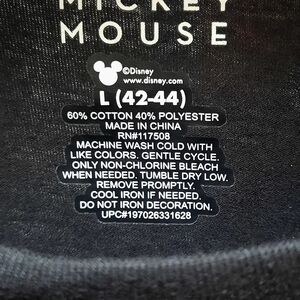 MICKEY
MOUSE
©Disney
www.disney.com
L (42-44)
60% COTTON 40% POLYESTER
MADE IN CHINA
RN#117508
MACHINE WASH COLD WITH
LIKE COLORS. GENTLE CYCLE.
ONLY NON-CHLORINE BLEACH
WHEN NEEDED. TUMBLE DRY LOW.
REMOVE PROMPTLY.
COOL IRON IF NEEDED.
DO NOT IRON DECORATION.
UPC#197026331628